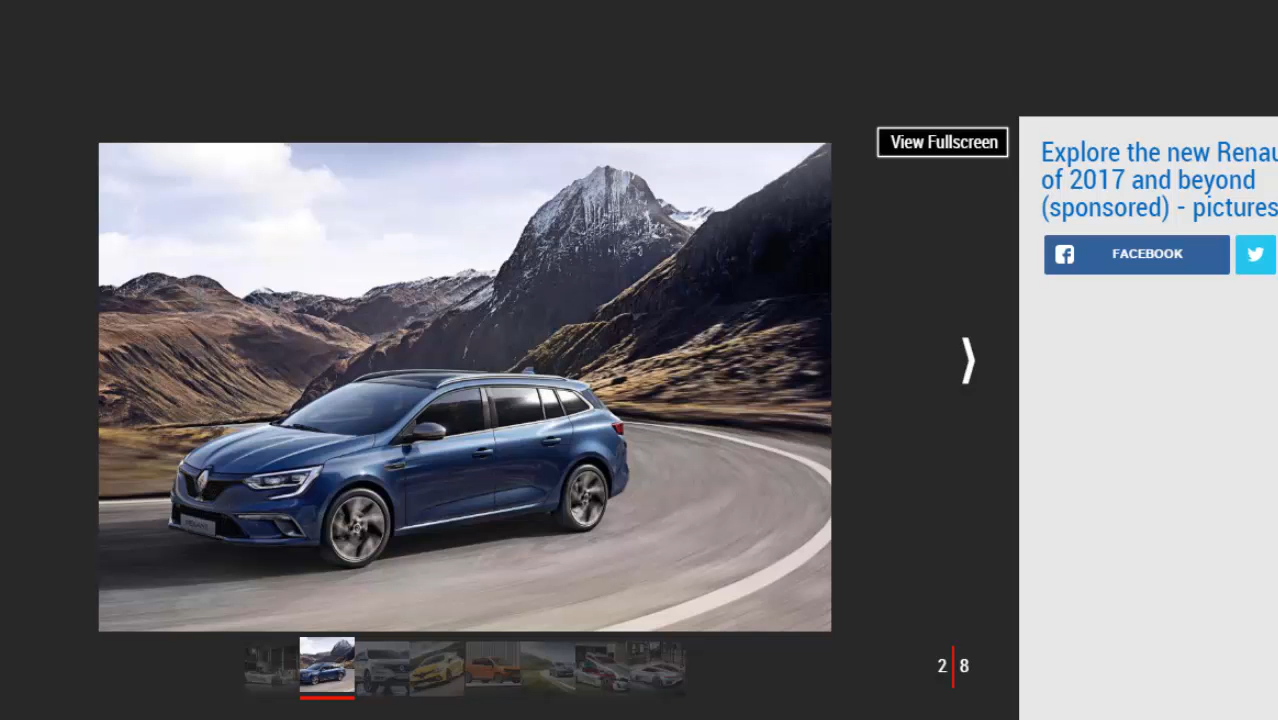 View Fullscreen
Explore the new Renau
of 2017 and beyond
(sponsored) - pictures
FACEBOOK
2 8